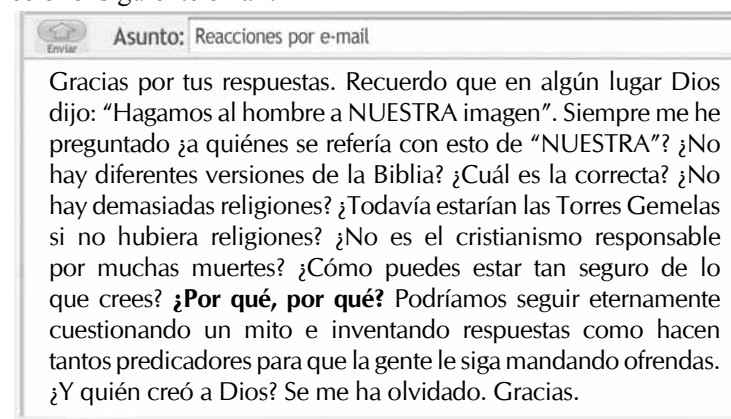 Enviar
Asunto: Reacciones por e-mail
Gracias por tus respuestas. Recuerdo que en algún lugar Dios
dijo: “Hagamos al hombre a NUESTRA imagen”. Siempre me he
preguntado ¿a quiénes se refería con esto de “NUESTRA”? ¿No
hay diferentes versiones de la Biblia? ¿Cuál es la correcta? ¿No
hay demasiadas religiones? ¿Todavía estarían las Torres Gemelas
si no hubiera religiones? ¿No es el cristianismo responsable
por muchas muertes? ¿Cómo puedes estar tan seguro de lo
que crees? ¿Por qué, por qué? Podríamos seguir eternamente
cuestionando un mito e inventando respuestas como hacen
tantos predicadores para que la gente le siga mandando ofrendas.
¿Y quién creó a Dios? Se me ha olvidado. Gracias.